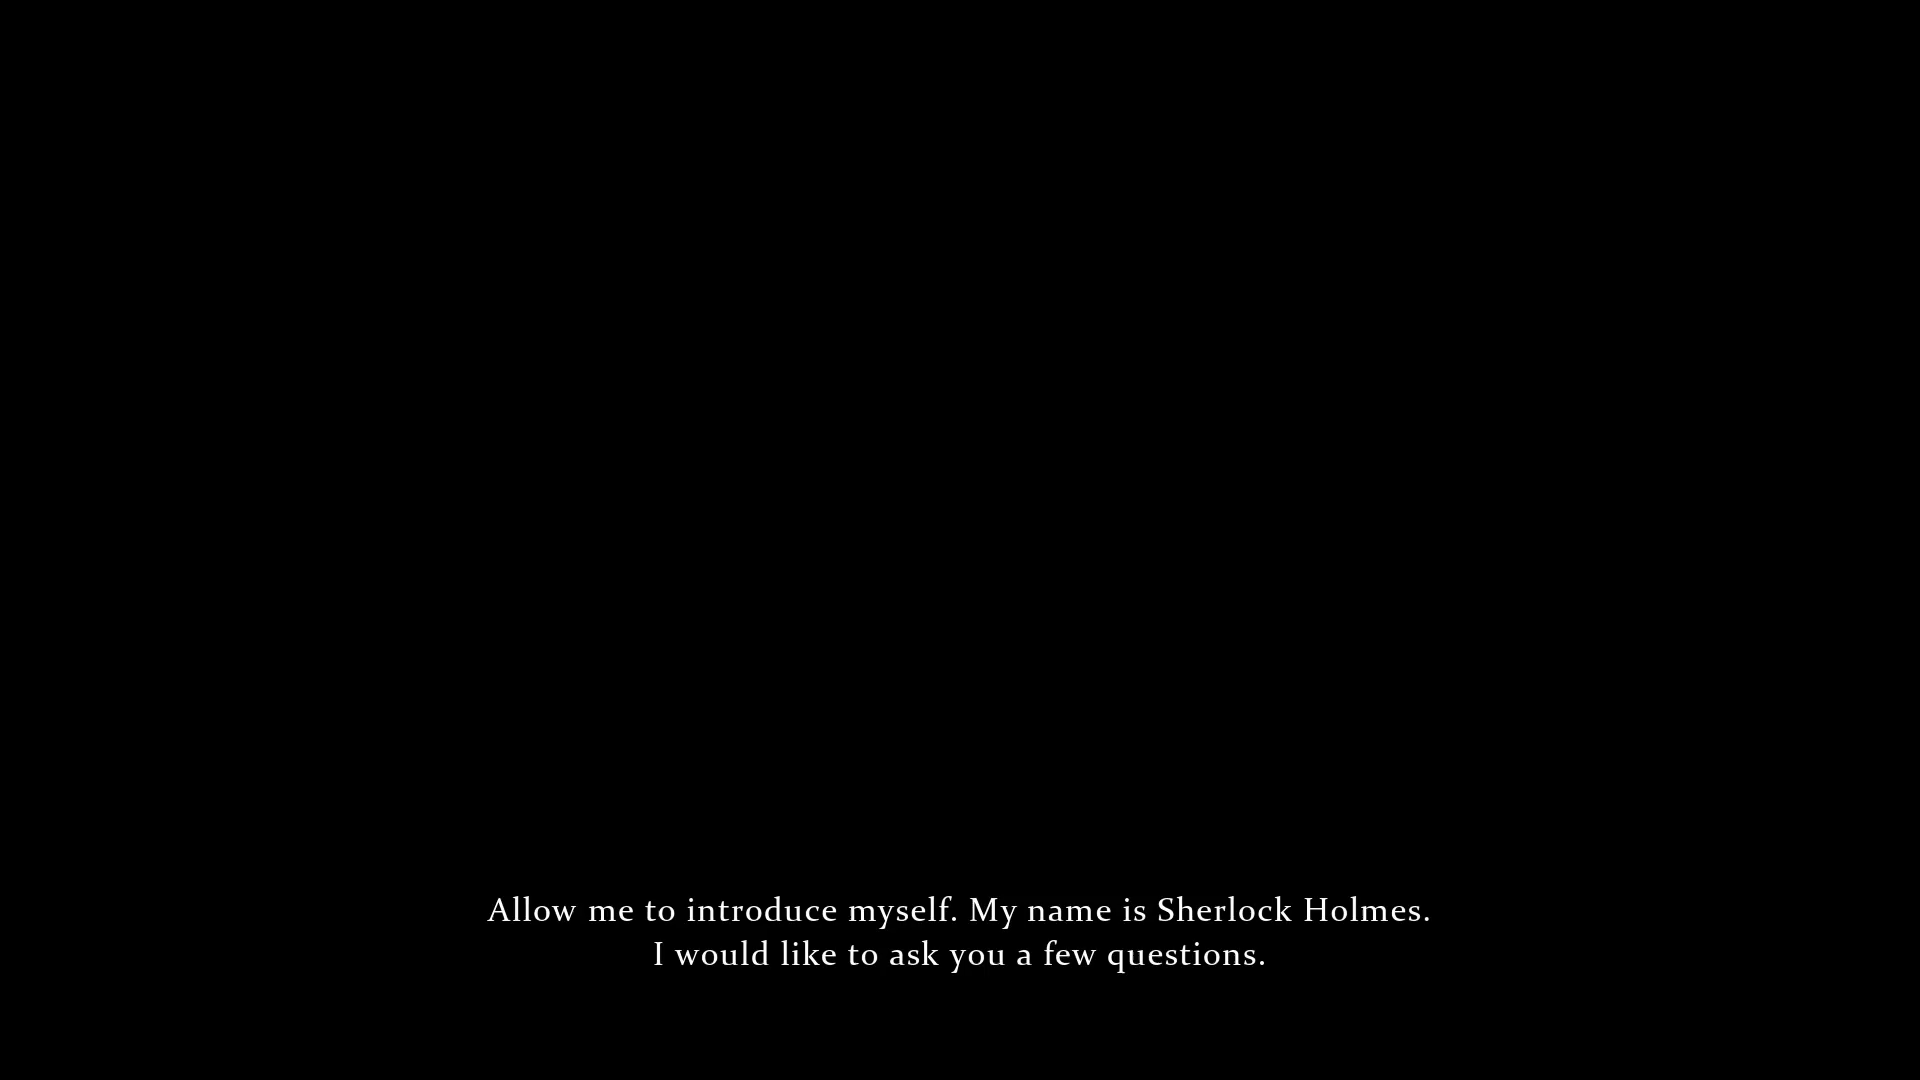 Allow me to introduce myself. My name is Sherlock Holmes.
I would like to ask you a few questions.